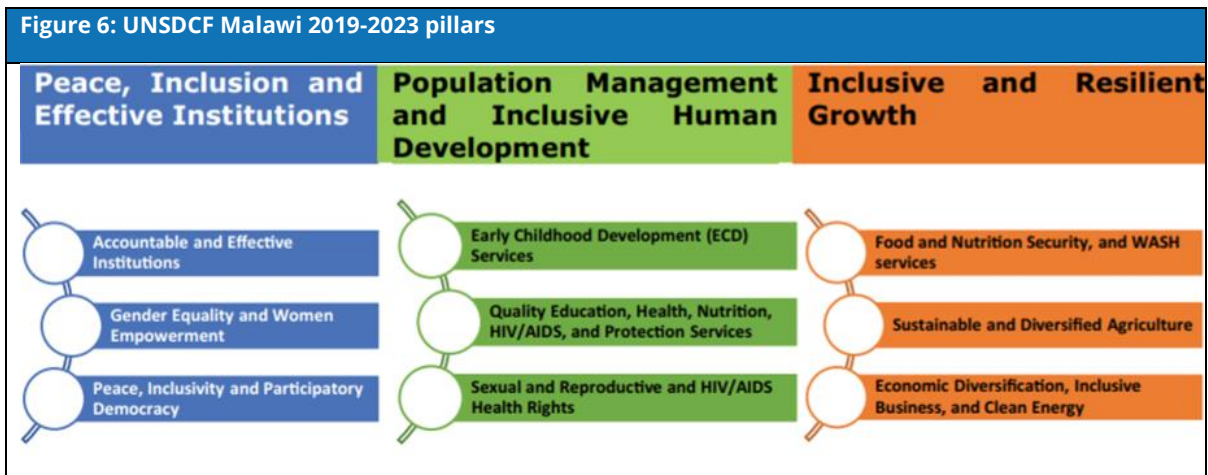 Figure 6: UNSDCF Malawi 2019-2023 pillars
Peace, Inclusion and
Effective Institutions
Population Management
and Inclusive Human
Development
Inclusive and Resilient
Growth
Accountable and Effective
Institutions
Gender Equality and Women
Empowerment
Peace, Inclusivity and Participatory
Democracy
Early Childhood Development (ECD)
Services
Quality Education, Health, Nutrition,
HIV/AIDS, and Protection Services
Sexual and Reproductive and HIV/AIDS
Health Rights
Food and Nutrition Security, and WASH
services
Sustainable and Diversified Agriculture
Economic Diversification, Inclusive
Business, and Clean Energy